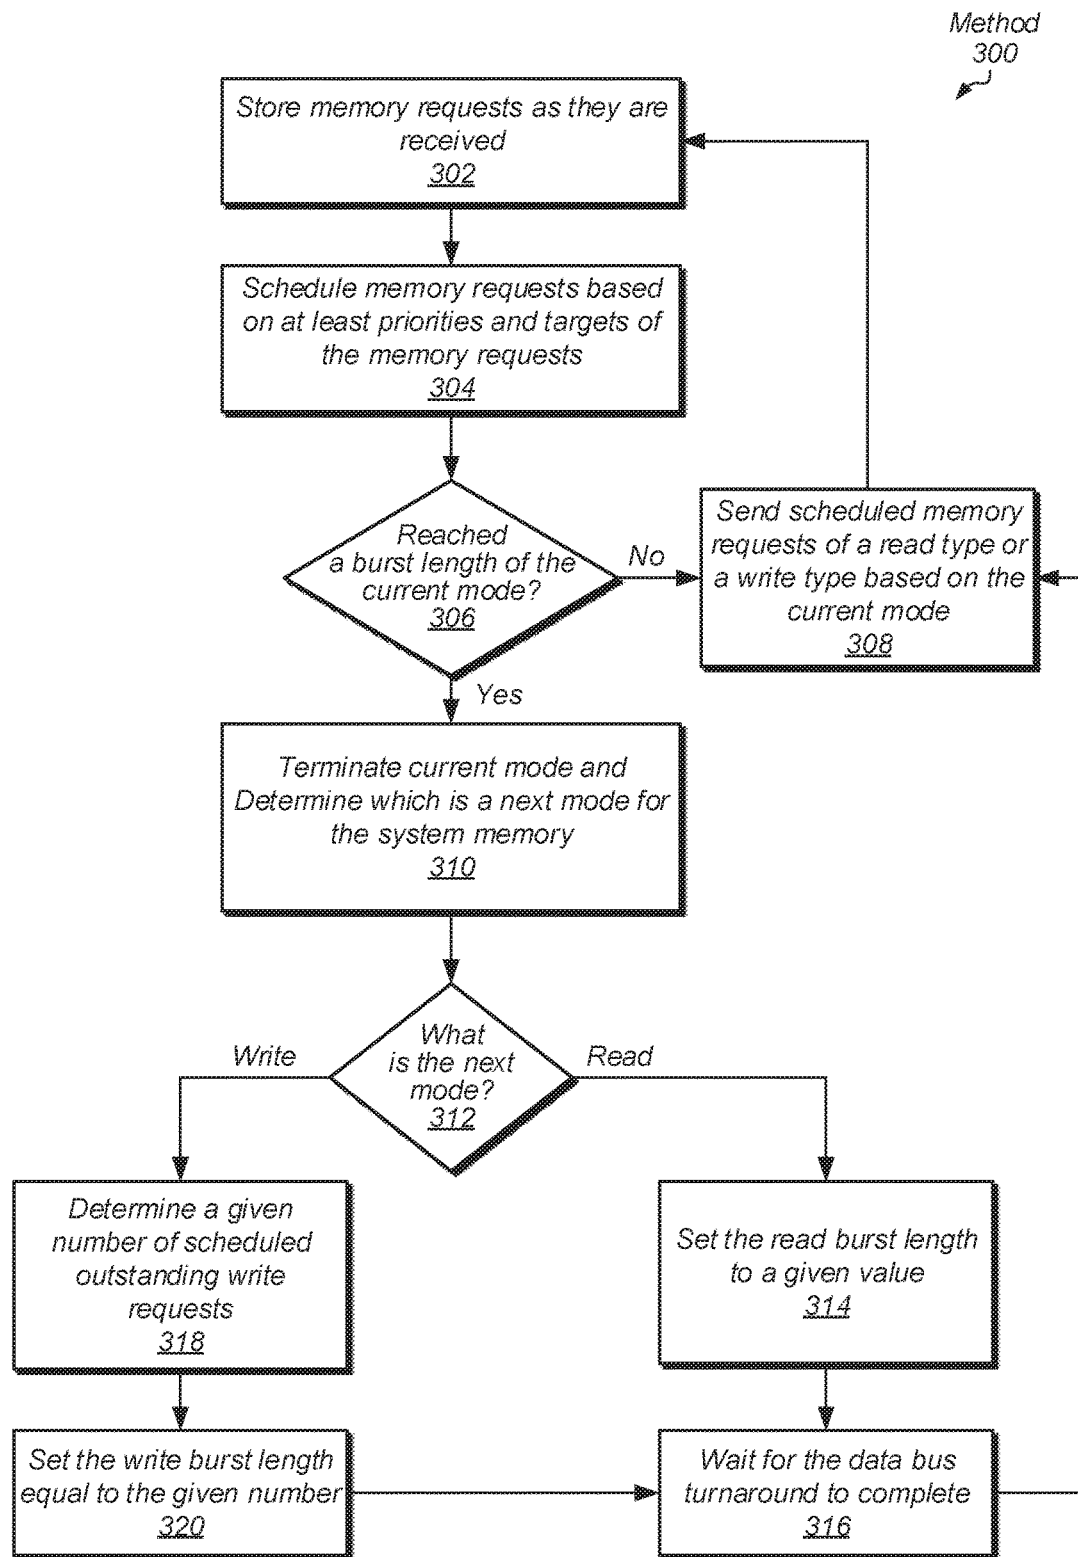 Method
300
Store memory requests as they are
received
302
Schedule memory requests based
on at least priorities and targets of
the memory requests
304
Reached
a burst length of the
current mode?
306
No
Send scheduled memory
requests of a read type or
a write type based on the
current mode
308
Yes
Terminate current mode and
Determine which is a next mode for
the system memory
310
What
is the next
mode?
312
Write
Read
Determine a given
number of scheduled
outstanding write
requests
318
Set the read burst length
to a given value
314
Set the write burst length
equal to the given number
320
Wait for the data bus
turnaround to complete
316